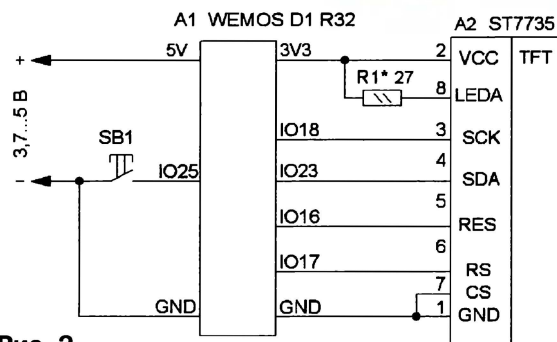 A1 WEMOS D1 R32
A2 ST7735
5V
3V3
2
VCC
TFT
+
R1* 27
8
LEDA
3,7...5 В
SB1
IO18
3
SCK
−
IO25
IO23
4
SDA
5
IO16
RES
6
IO17
RS
7
CS
GND
GND
1
GND
Рис. 2